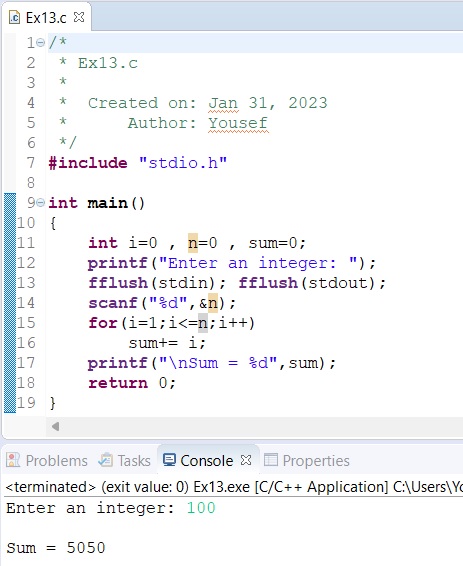 Ex13.c
1 /*
2  * Ex13.c
3  *
4  *  Created on: Jan 31, 2023
5  *      Author: Yousef
6  */
7 #include "stdio.h"
8
9 int main()
10 {
11     int i=0 , n=0 , sum=0;
12     printf("Enter an integer: ");
13     fflush(stdin); fflush(stdout);
14     scanf("%d",&n);
15     for(i=1;i<=n;i++)
16         sum+= i;
17     printf("\nSum = %d",sum);
18     return 0;
19 }
Problems Tasks Console Properties
<terminated> (exit value: 0) Ex13.exe [C/C++ Application] C:\Users\Yo
Enter an integer: 100

Sum = 5050